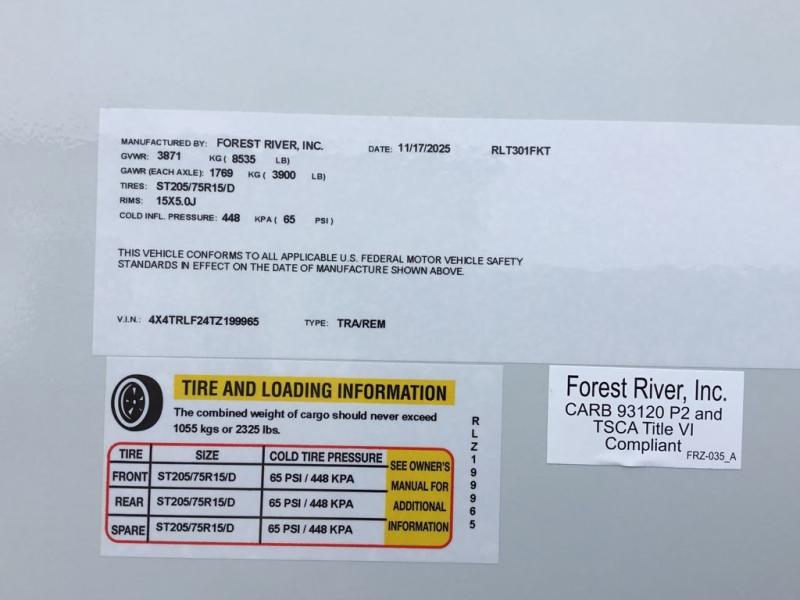 MANUFACTURED BY: FOREST RIVER, INC. DATE: 11/17/2025 RLT301FKT
GVWR: 3871 KG ( 8535 LB)
GAWR (EACH AXLE): 1769 KG ( 3900 LB)
TIRES: ST205/75R15/D
RIMS: 15X5.0J
COLD INFL. PRESSURE: 448 KPA ( 65 PSI )
THIS VEHICLE CONFORMS TO ALL APPLICABLE U.S. FEDERAL MOTOR VEHICLE SAFETY
STANDARDS IN EFFECT ON THE DATE OF MANUFACTURE SHOWN ABOVE.
V.I.N.: 4X4TRLF24TZ199965 TYPE: TRA/REM
TIRE AND LOADING INFORMATION
The combined weight of cargo should never exceed
1055 kgs or 2325 lbs.
TIRE SIZE COLD TIRE PRESSURE
FRONT ST205/75R15/D 65 PSI / 448 KPA
REAR ST205/75R15/D 65 PSI / 448 KPA
SPARE ST205/75R15/D 65 PSI / 448 KPA
SEE OWNER'S
MANUAL FOR
ADDITIONAL
INFORMATION
RLZ199965
Forest River, Inc.
CARB 93120 P2 and
TSCA Title VI
Compliant
FRZ-035_A